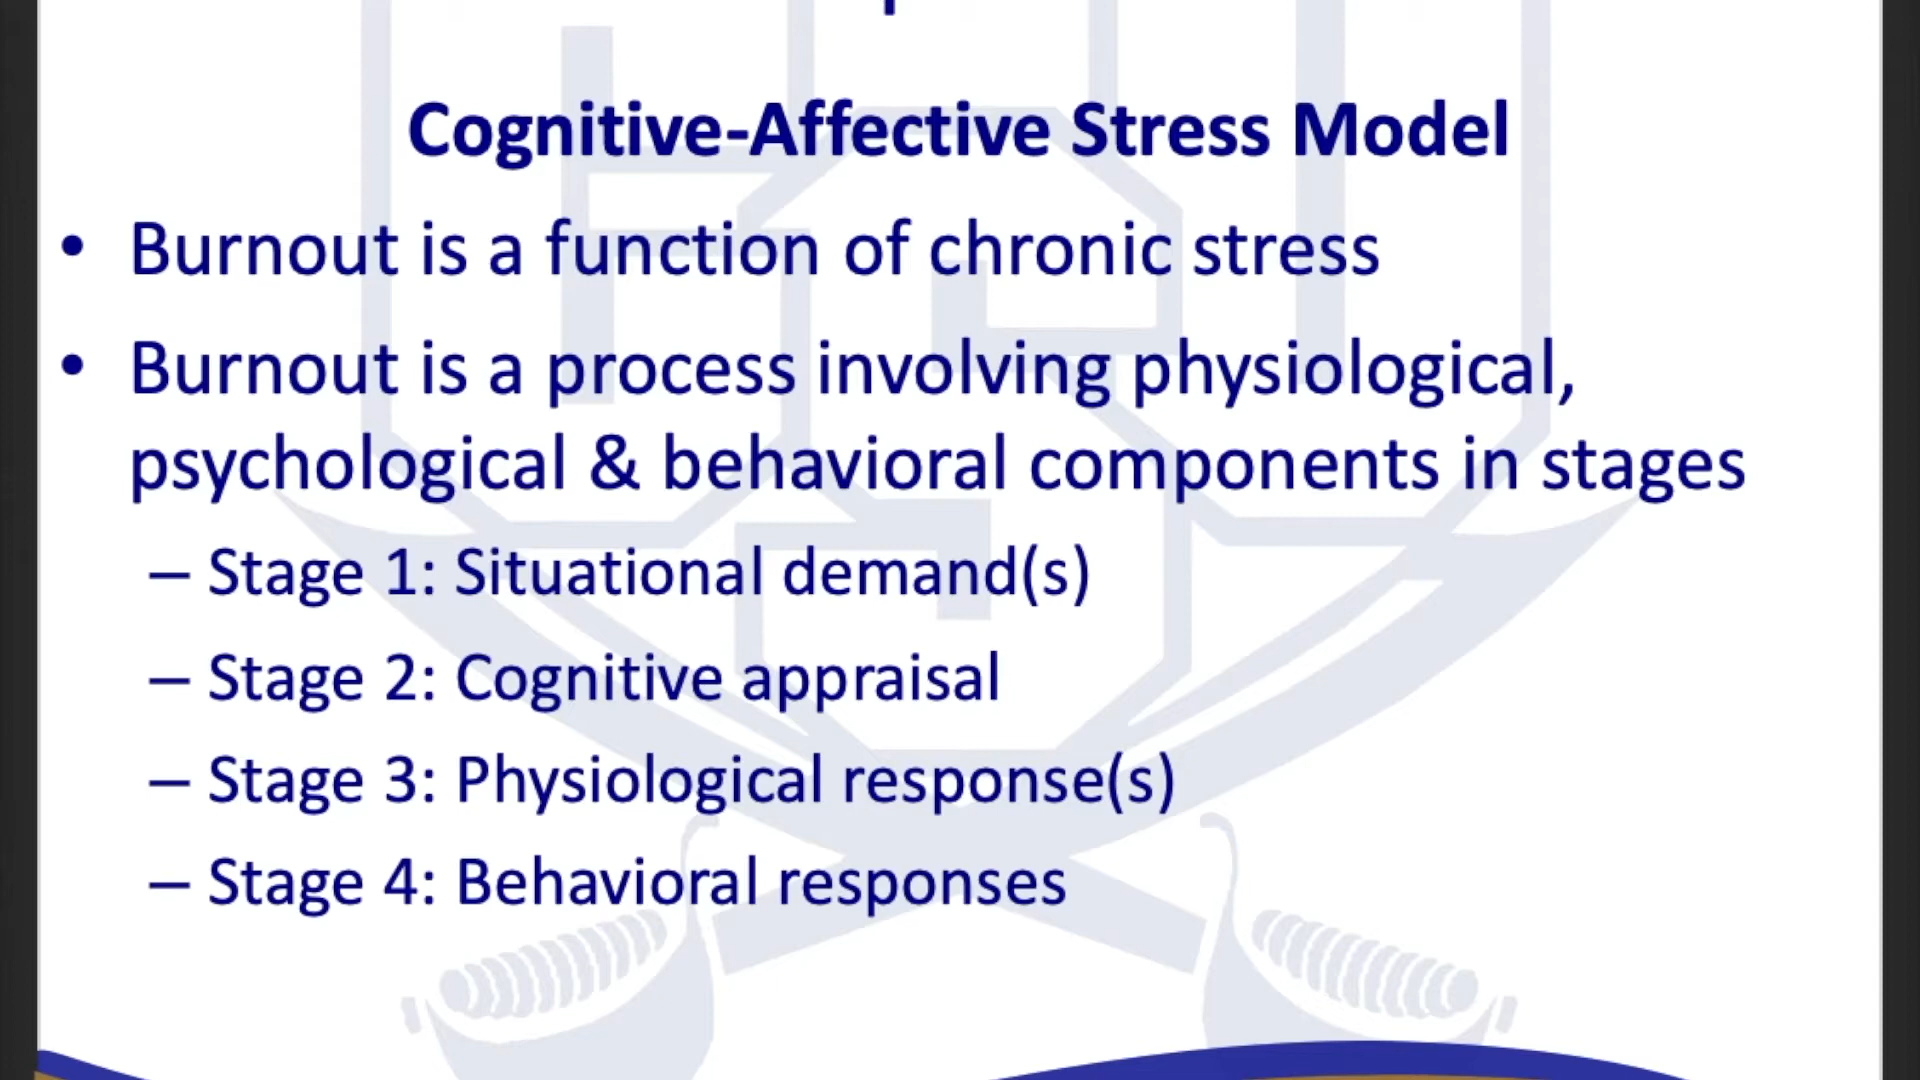 Cognitive-Affective Stress Model
• Burnout is a function of chronic stress
• Burnout is a process involving physiological,
psychological & behavioral components in stages
– Stage 1: Situational demand(s)
– Stage 2: Cognitive appraisal
– Stage 3: Physiological response(s)
– Stage 4: Behavioral responses